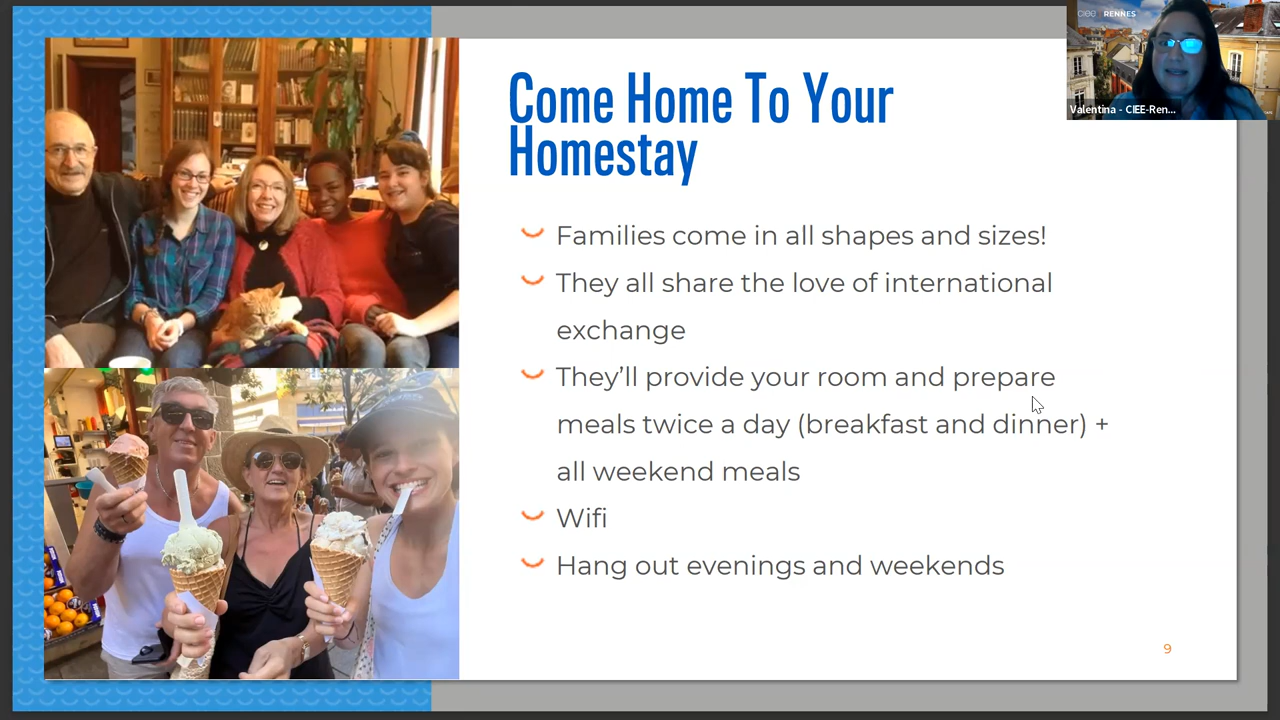 ciee RENNES
Valentina - CIEE-Ren...
Come Home To Your
Homestay
Families come in all shapes and sizes!
They all share the love of international
exchange
They’ll provide your room and prepare
meals twice a day (breakfast and dinner) +
all weekend meals
Wifi
Hang out evenings and weekends
9